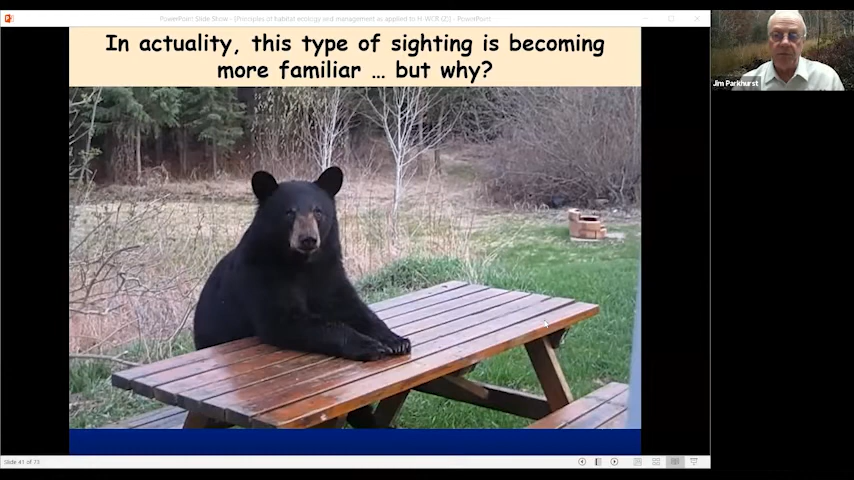 PowerPoint Slide Show - [Principles of habitat ecology and management as applied to H-WCR (2)] - PowerPoint
In actuality, this type of sighting is becoming
more familiar ... but why?
Jim Parkhurst
Slide 41 of 73